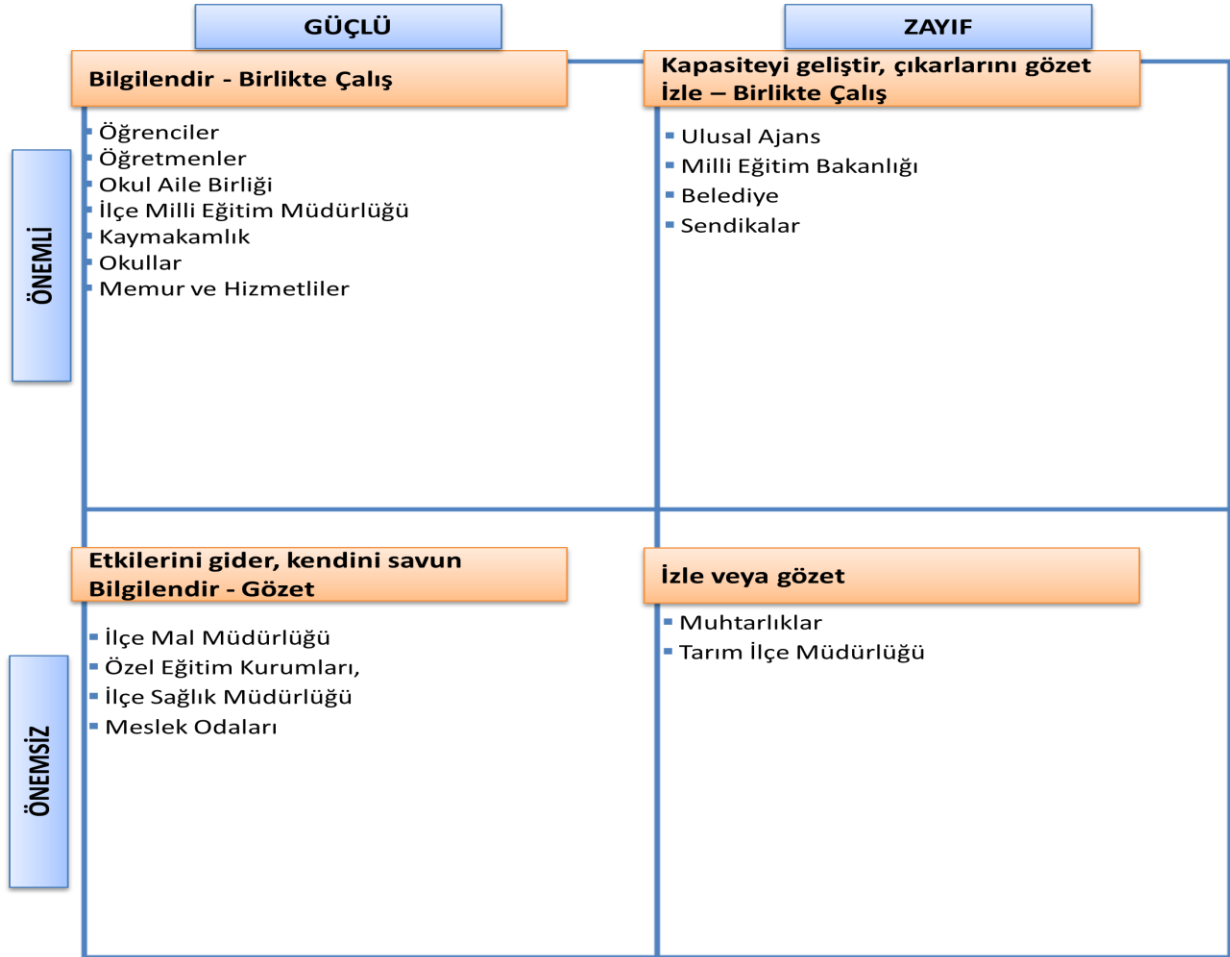 GÜÇLÜ
ZAYIF
ÖNEMLİ
Bilgilendir - Birlikte Çalış
Öğrenciler
Öğretmenler
Okul Aile Birliği
İlçe Milli Eğitim Müdürlüğü
Kaymakamlık
Okullar
Memur ve Hizmetliler
Kapasiteyi geliştir, çıkarlarını gözet
İzle – Birlikte Çalış
Ulusal Ajans
Milli Eğitim Bakanlığı
Belediye
Sendikalar
ÖNEMSİZ
Etkilerini gider, kendini savun
Bilgilendir - Gözet
İlçe Mal Müdürlüğü
Özel Eğitim Kurumları,
İlçe Sağlık Müdürlüğü
Meslek Odaları
İzle veya gözet
Muhtarlıklar
Tarım İlçe Müdürlüğü